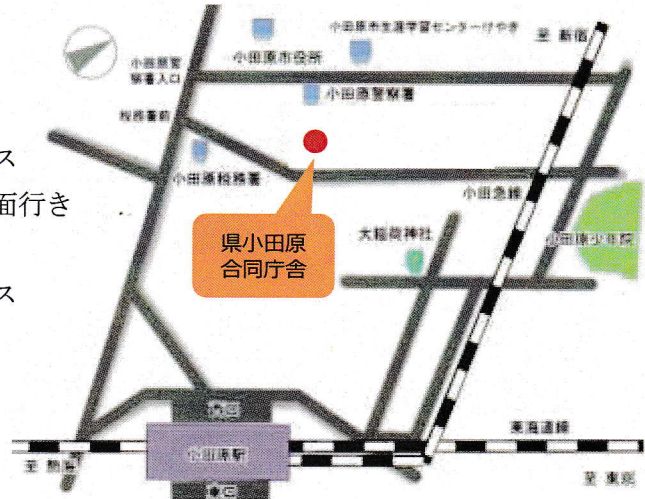 小田原市生涯学習センターけやき
至 新宿
小田原市役所
小田原警
察署入口
小田原警察署
税務署前
ス
小田原税務署
小田急線
面行き
県小田原
合同庁舎
大稲荷神社
小田原少年院
ス
西口
東海道線
小田原駅
至 熱海
至 東京
東口